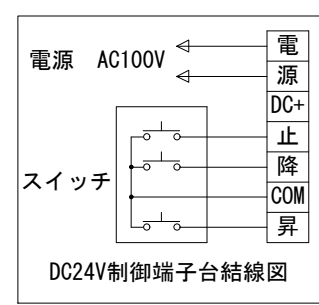 電源 AC100V
電
源
DC+
止
降
COM
昇
スイッチ
DC24V制御端子台結線図